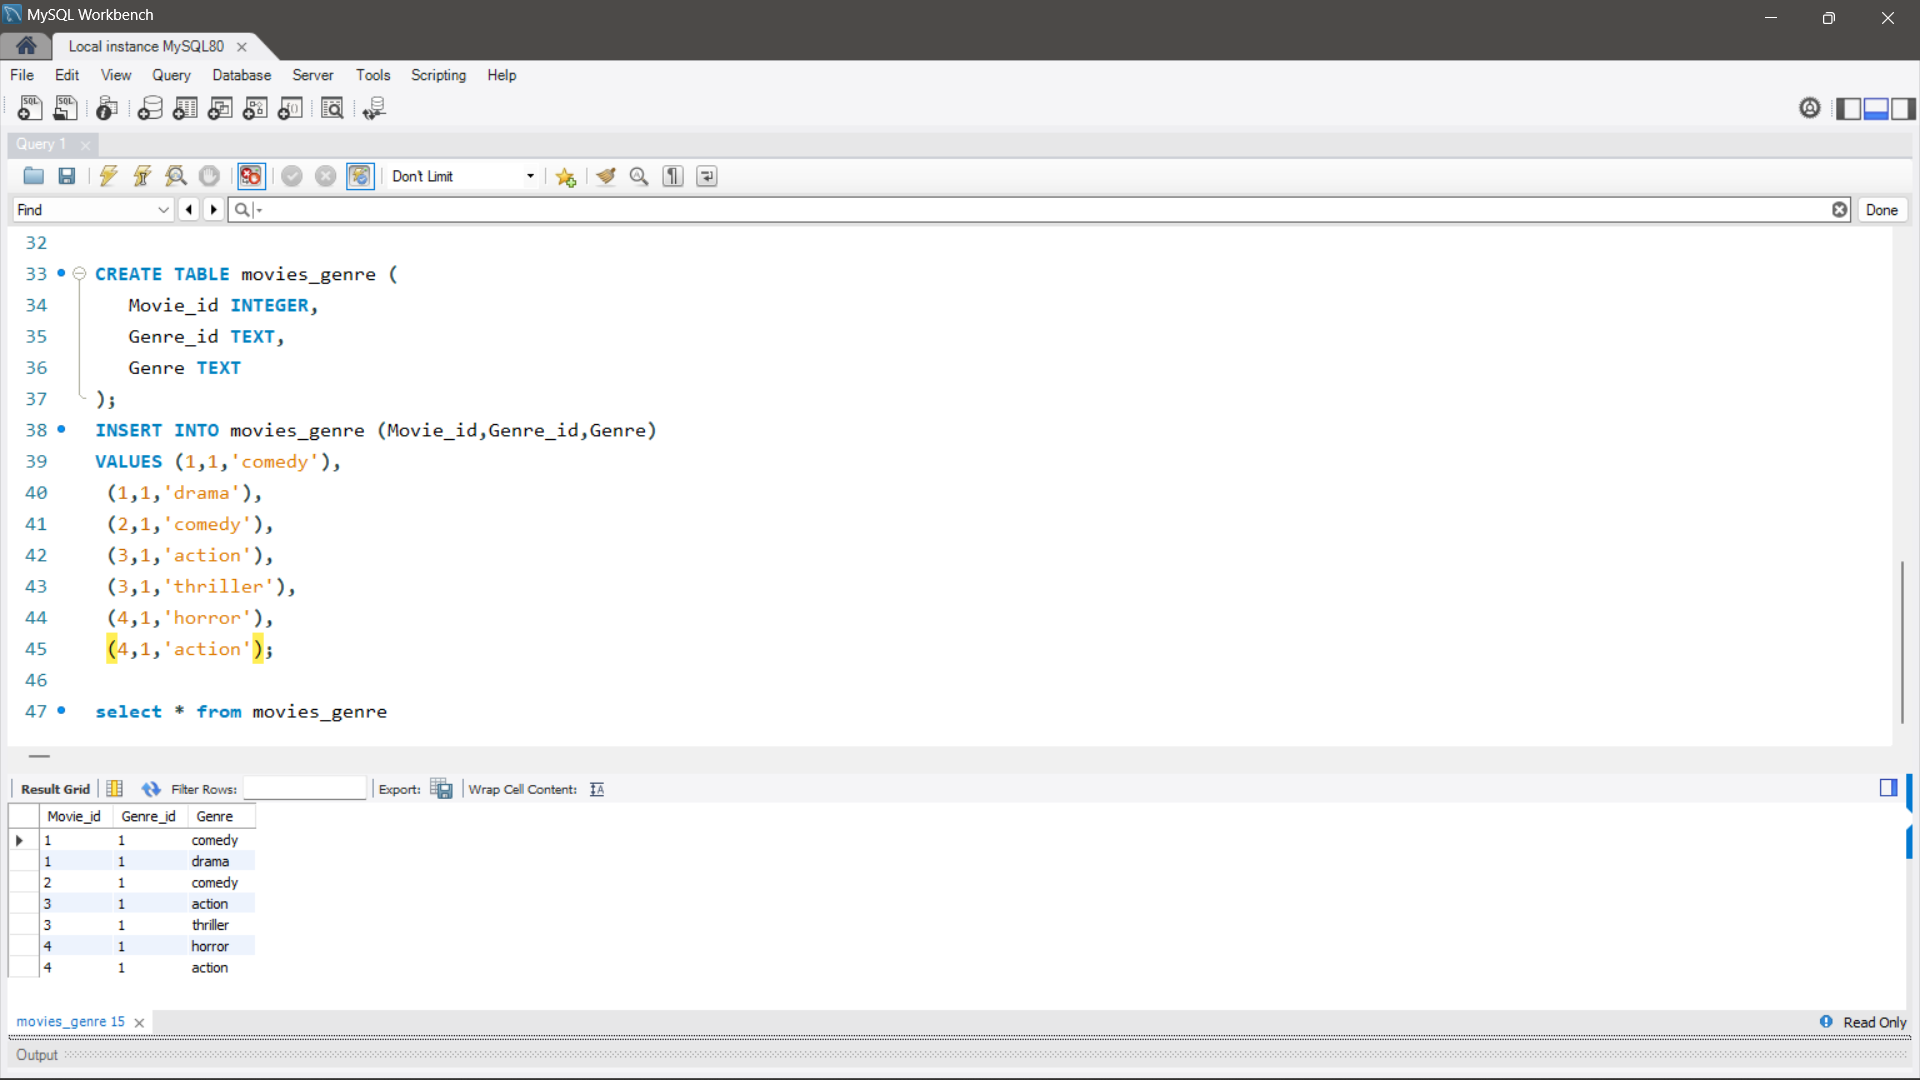 MySQL Workbench
Local instance MySQL80
File Edit View Query Database Server Tools Scripting Help
Query 1
Don't Limit
Find Done
32
33 CREATE TABLE movies_genre (
34 Movie_id INTEGER,
35 Genre_id TEXT,
36 Genre TEXT
37 );
38 INSERT INTO movies_genre (Movie_id,Genre_id,Genre)
39 VALUES (1,1,'comedy'),
40 (1,1,'drama'),
41 (2,1,'comedy'),
42 (3,1,'action'),
43 (3,1,'thriller'),
44 (4,1,'horror'),
45 (4,1,'action');
46
47 select * from movies_genre
Result Grid Filter Rows: Export: Wrap Cell Content:
Movie_id Genre_id Genre
1 1 comedy
1 1 drama
2 1 comedy
3 1 action
3 1 thriller
4 1 horror
4 1 action
movies_genre 15 Read Only
Output